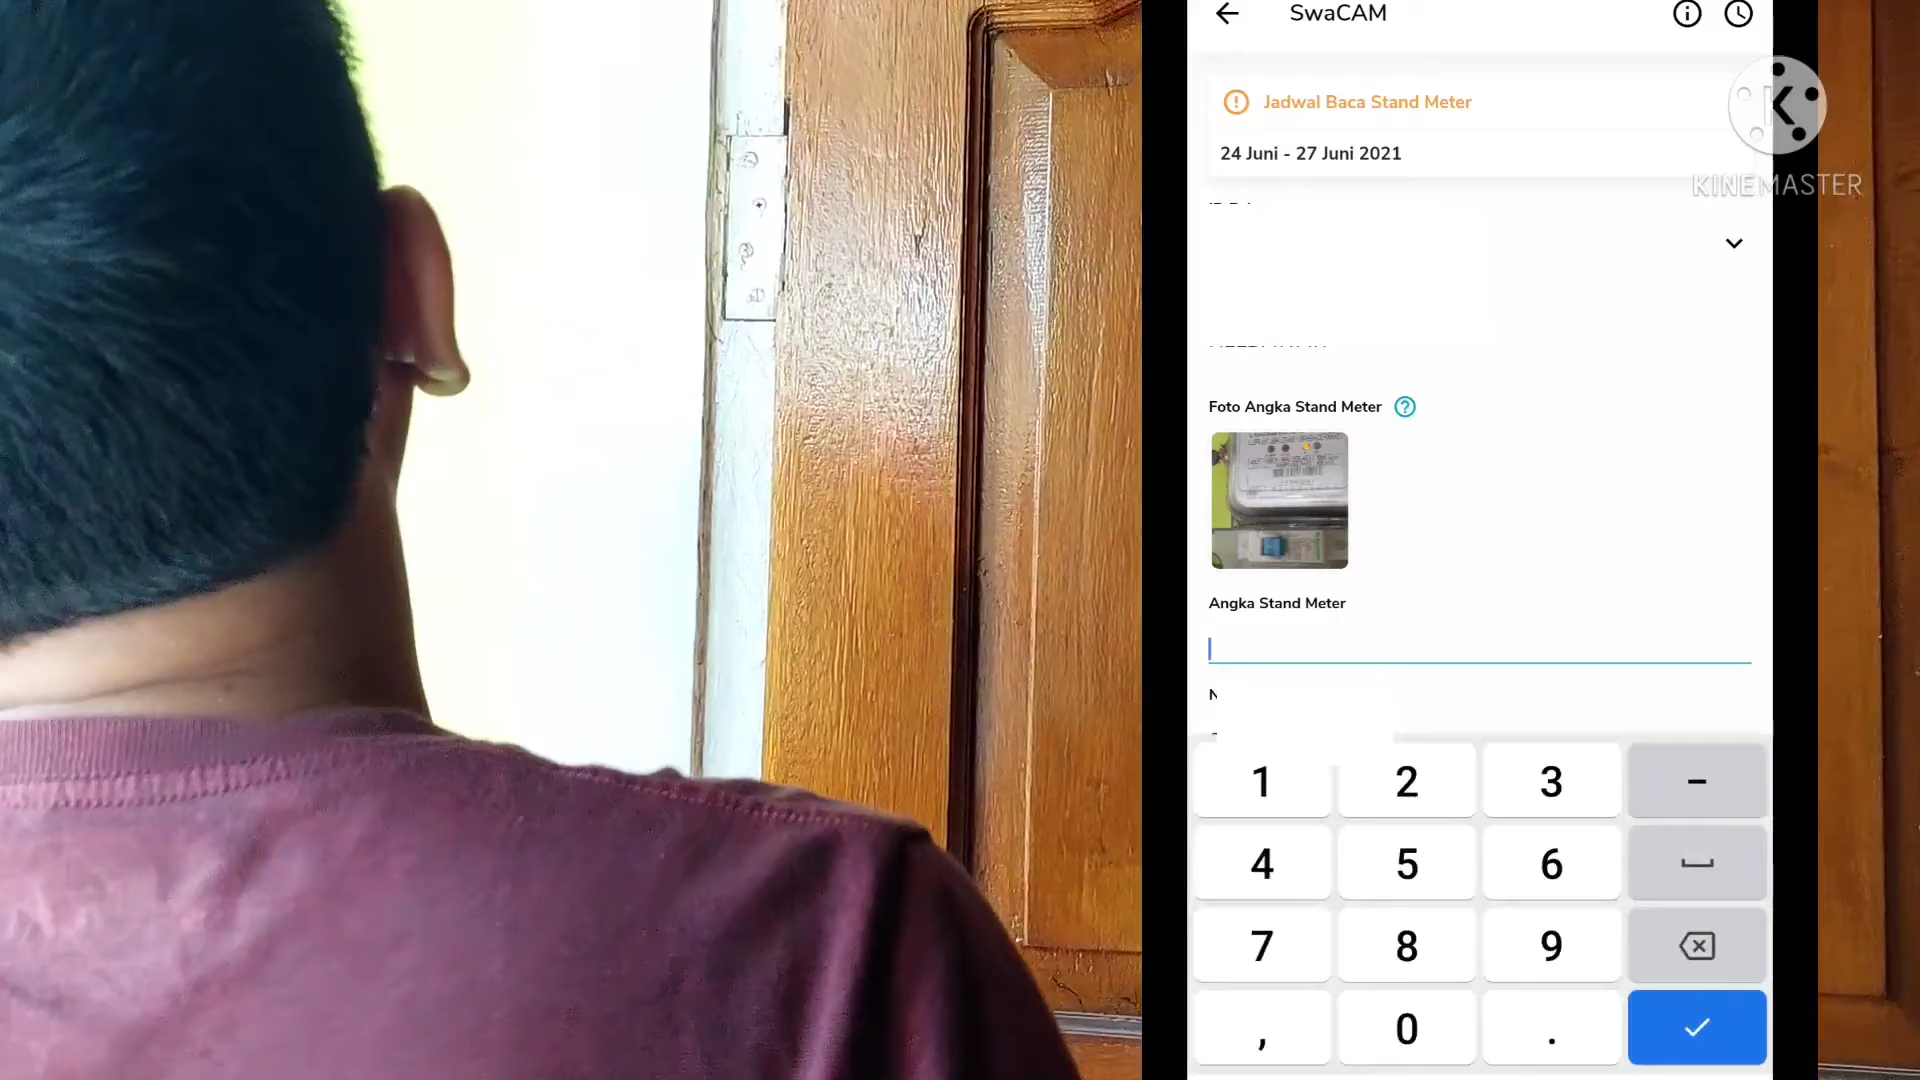 SwaCAM
Jadwal Baca Stand Meter
24 Juni - 27 Juni 2021
KINEMASTER
Foto Angka Stand Meter
Angka Stand Meter
N
1 2 3 -
4 5 6
7 8 9
, 0 .